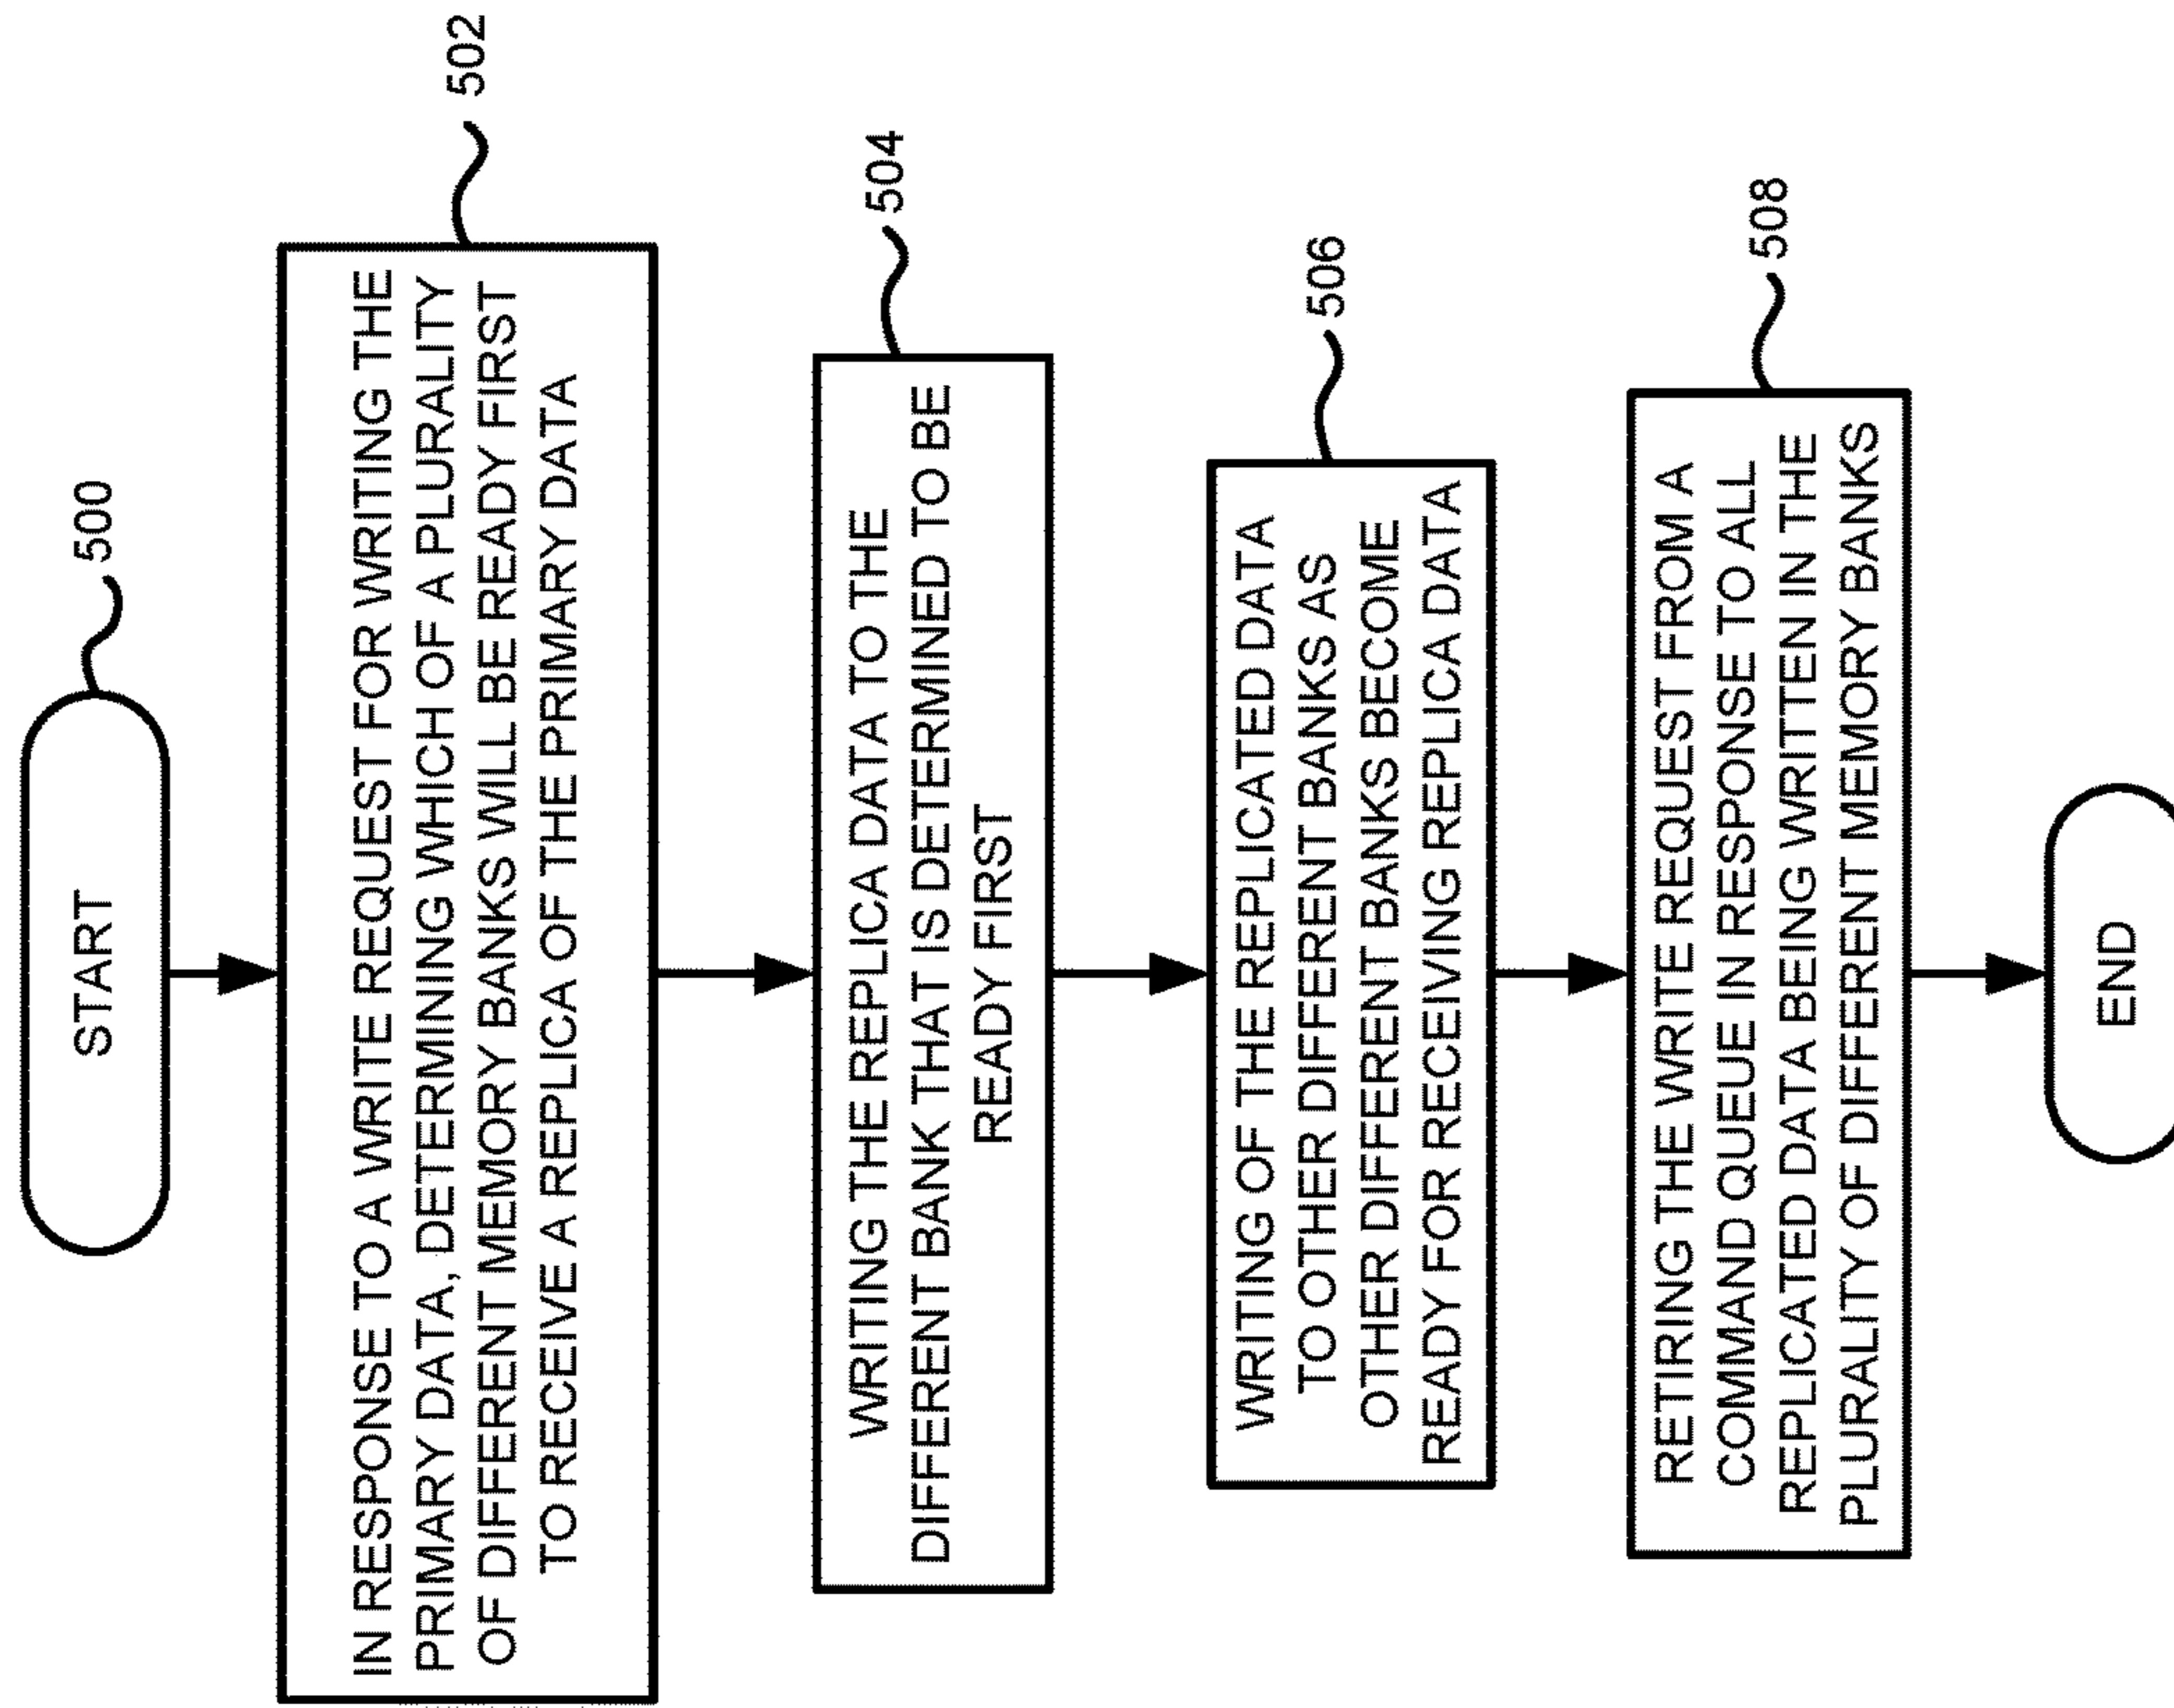 START
500
IN RESPONSE TO A WRITE REQUEST FOR WRITING THE
PRIMARY DATA, DETERMINING WHICH OF A PLURALITY
OF DIFFERENT MEMORY BANKS WILL BE READY FIRST
TO RECEIVE A REPLICA OF THE PRIMARY DATA
502
WRITING THE REPLICA DATA TO THE
DIFFERENT BANK THAT IS DETERMINED TO BE
READY FIRST
504
WRITING OF THE REPLICATED DATA
TO OTHER DIFFERENT BANKS AS
OTHER DIFFERENT BANKS BECOME
READY FOR RECEIVING REPLICA DATA
506
RETIRING THE WRITE REQUEST FROM A
COMMAND QUEUE IN RESPONSE TO ALL
REPLICATED DATA BEING WRITTEN IN THE
PLURALITY OF DIFFERENT MEMORY BANKS
508
END